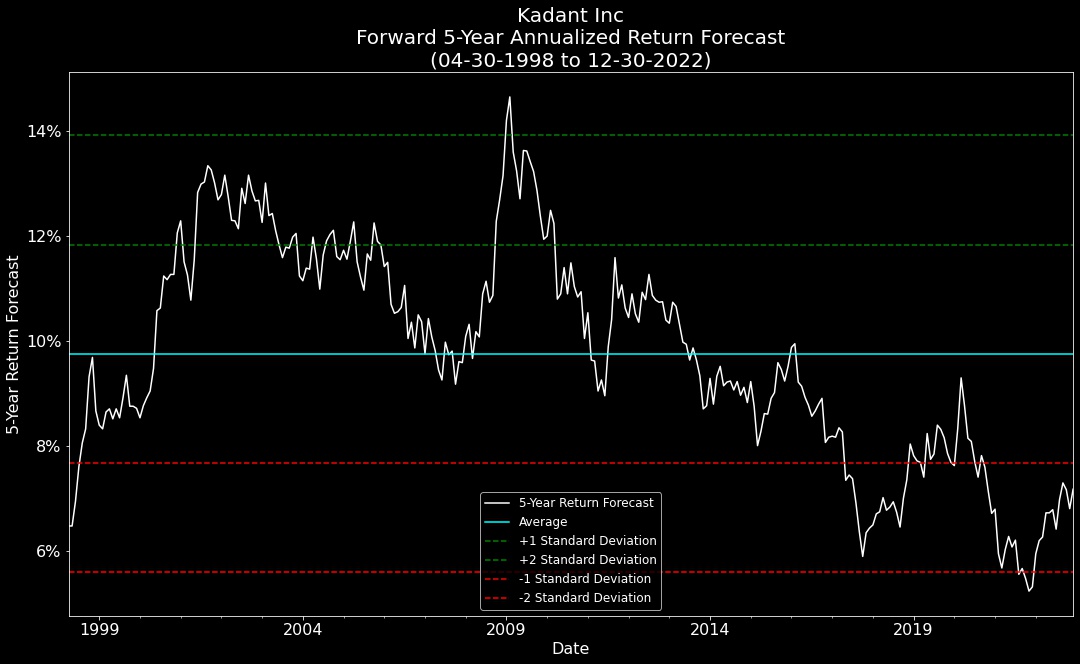 Kadant Inc
Forward 5-Year Annualized Return Forecast
(04-30-1998 to 12-30-2022)
5-Year Return Forecast
14%
12%
10%
8%
6%
5-Year Return Forecast
Average
+1 Standard Deviation
+2 Standard Deviation
-1 Standard Deviation
-2 Standard Deviation
1999 2004 2009 2014 2019
Date